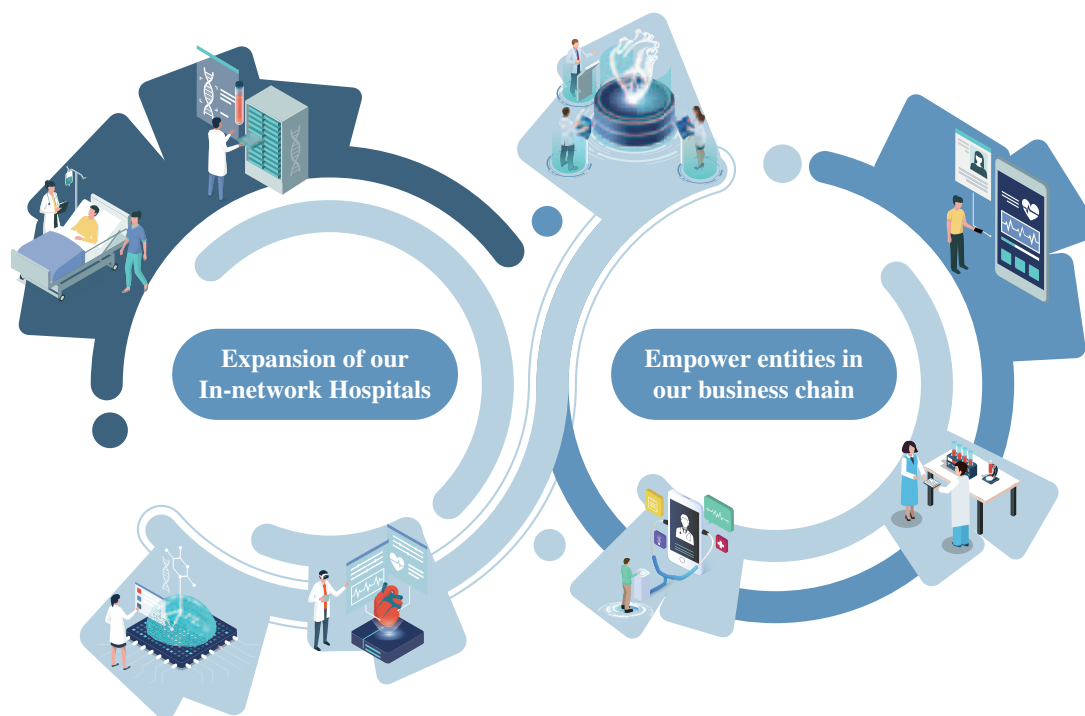 Expansion of our
In-network Hospitals
Empower entities in
our business chain